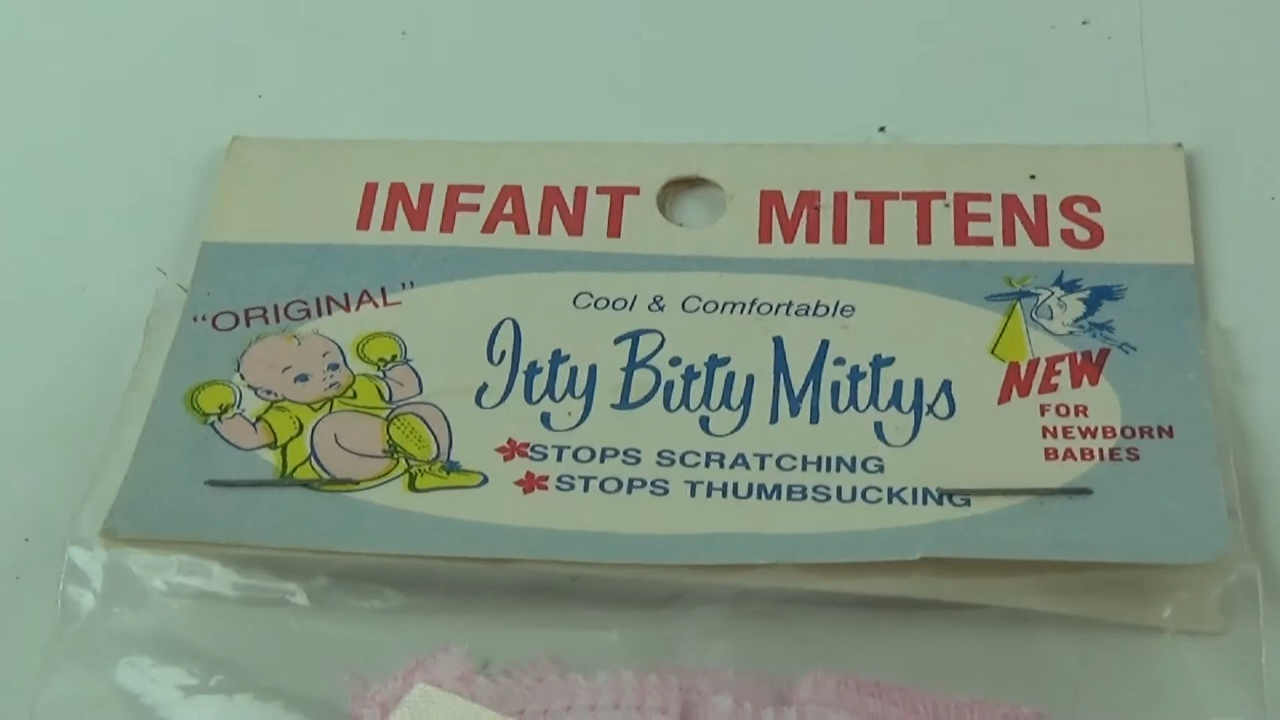 INFANT MITTENS
"ORIGINAL"
Cool & Comfortable
Itty Bitty Mittys
STOPS SCRATCHING
STOPS THUMBSUCKING
NEW
FOR
NEWBORN
BABIES